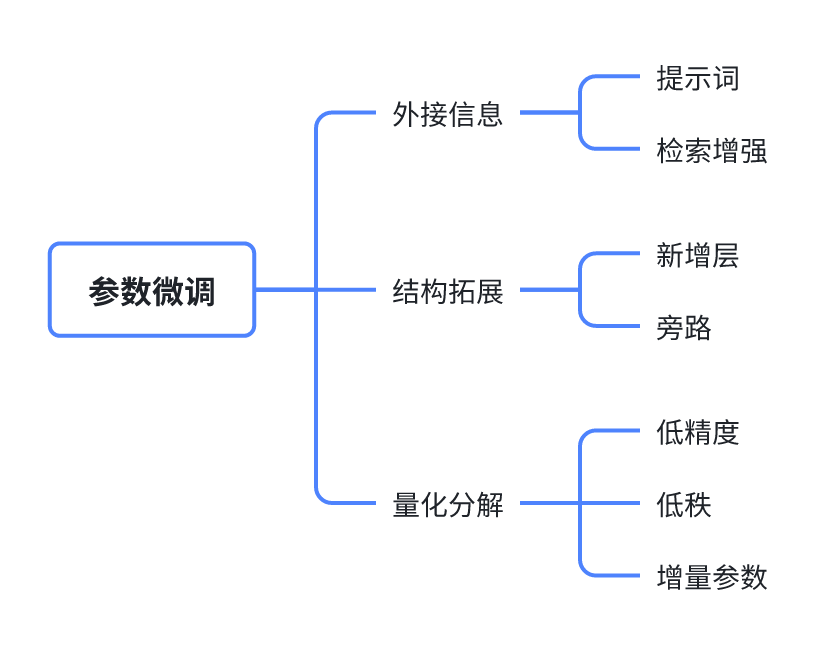 参数微调
外接信息
提示词
检索增强
结构拓展
新增层
旁路
量化分解
低精度
低秩
增量参数